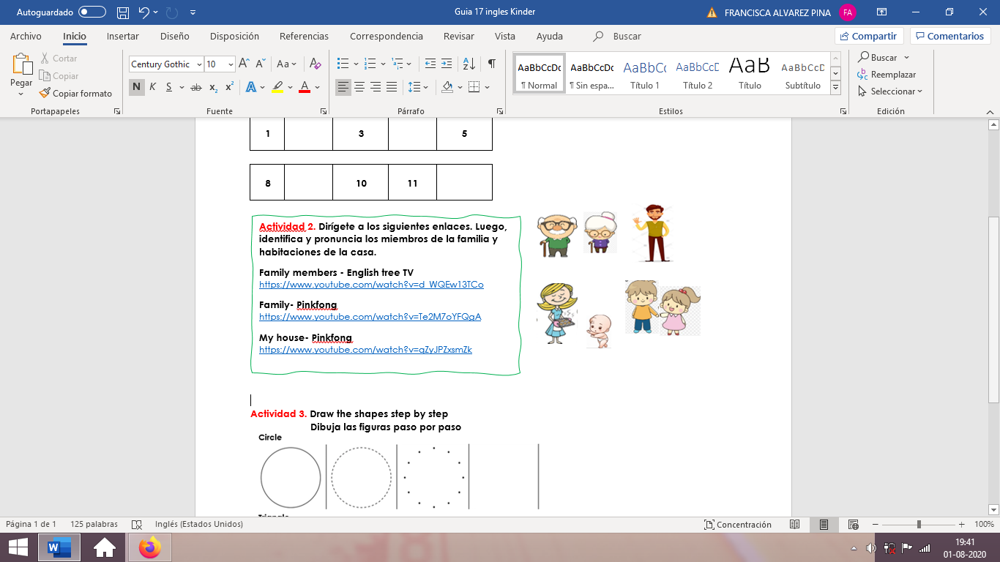 Autoguardado
Guia 17 ingles Kinder
FRANCISCA ALVAREZ PINA
FA
Archivo Inicio Insertar Diseño Disposición Referencias Correspondencia Revisar Vista Ayuda Buscar
Compartir Comentarios
Pegar
Cortar
Copiar
Copiar formato
Portapapeles
Century Gothic 10
N K S ab x₂ x²
Fuente
Párrafo
AaBbCcDc AaBbCcDc AaBbCc AaBbCcD AaB AaBbCcD
¶ Normal ¶ Sin espa... Título 1 Título 2 Título Subtítulo
Estilos
Buscar
Reemplazar
Seleccionar
Edición
1 3 5
8 10 11
Actividad 2. Dirígete a los siguientes enlaces. Luego,
identifica y pronuncia los miembros de la familia y
habitaciones de la casa.
Family members - English tree TV
https://www.youtube.com/watch?v=d_WQEw13TCo
Family- Pinkfong
https://www.youtube.com/watch?v=Te2M7oYFQgA
My house- Pinkfong
https://www.youtube.com/watch?v=gZyJPZxsmZk
Actividad 3. Draw the shapes step by step
Dibuja las figuras paso por paso
Circle
Triangle
Página 1 de 1 125 palabras Inglés (Estados Unidos)
Concentración
100%
19:41
01-08-2020